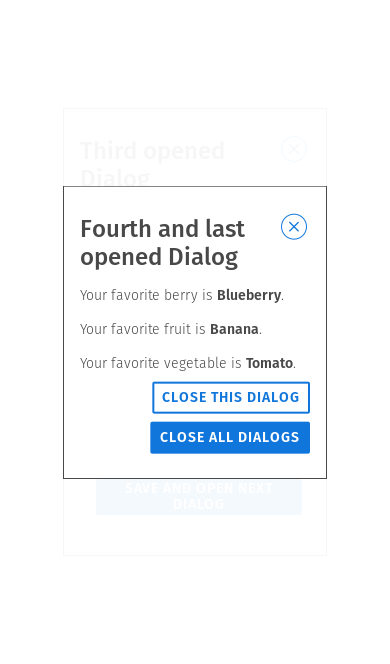 Third opened
Dialog
Fourth and last
opened Dialog
Your favorite berry is Blueberry.
Your favorite fruit is Banana.
Your favorite vegetable is Tomato.
CLOSE THIS DIALOG
CLOSE ALL DIALOGS
SAVE AND OPEN NEXT
DIALOG